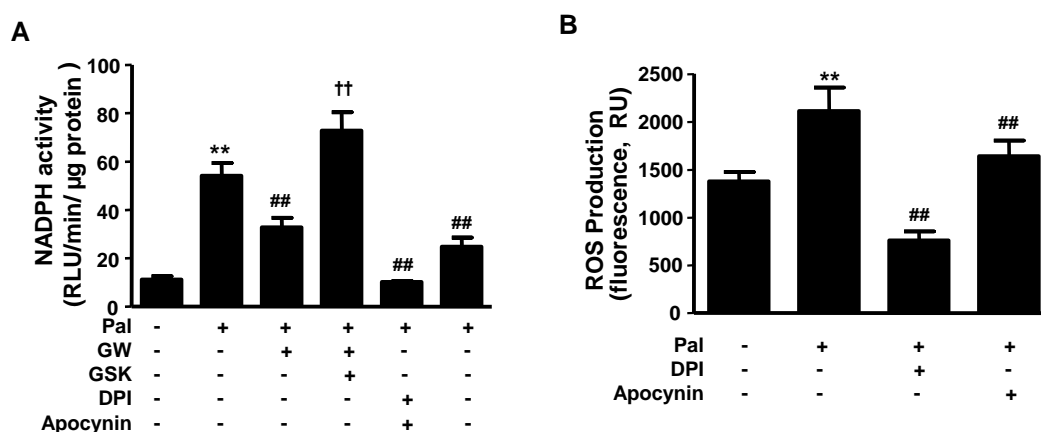 A
NADPH activity
(RLU/min/ µg protein )
100
80
60
40
20
0
**
##
††
##
##
Pal - + + + + +
GW - - + + - -
GSK - - - + - -
DPI - - - - + -
Apocynin - - - - + -
B
ROS Production
(fluorescence, RU)
2500
2000
1500
1000
500
0
**
##
##
Pal - + + +
DPI - - + -
Apocynin - - - +